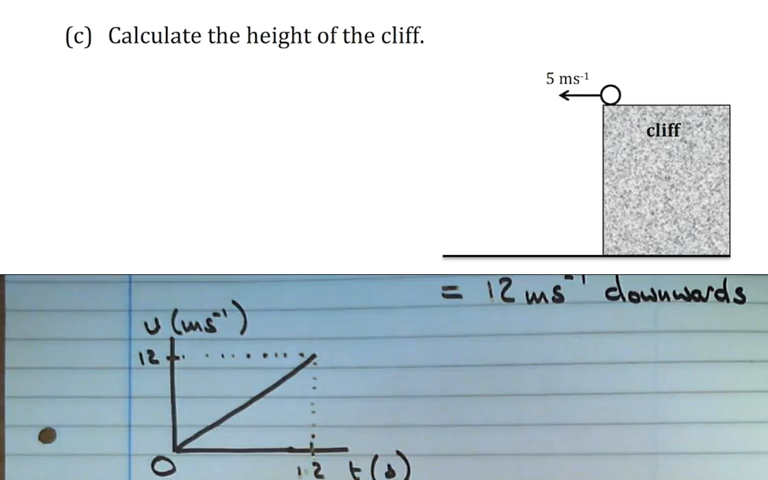 (c) Calculate the height of the cliff.
5 ms⁻¹
cliff
= 12 ms⁻¹ downwards
v (ms⁻¹)
12
O 1.2 t(s)